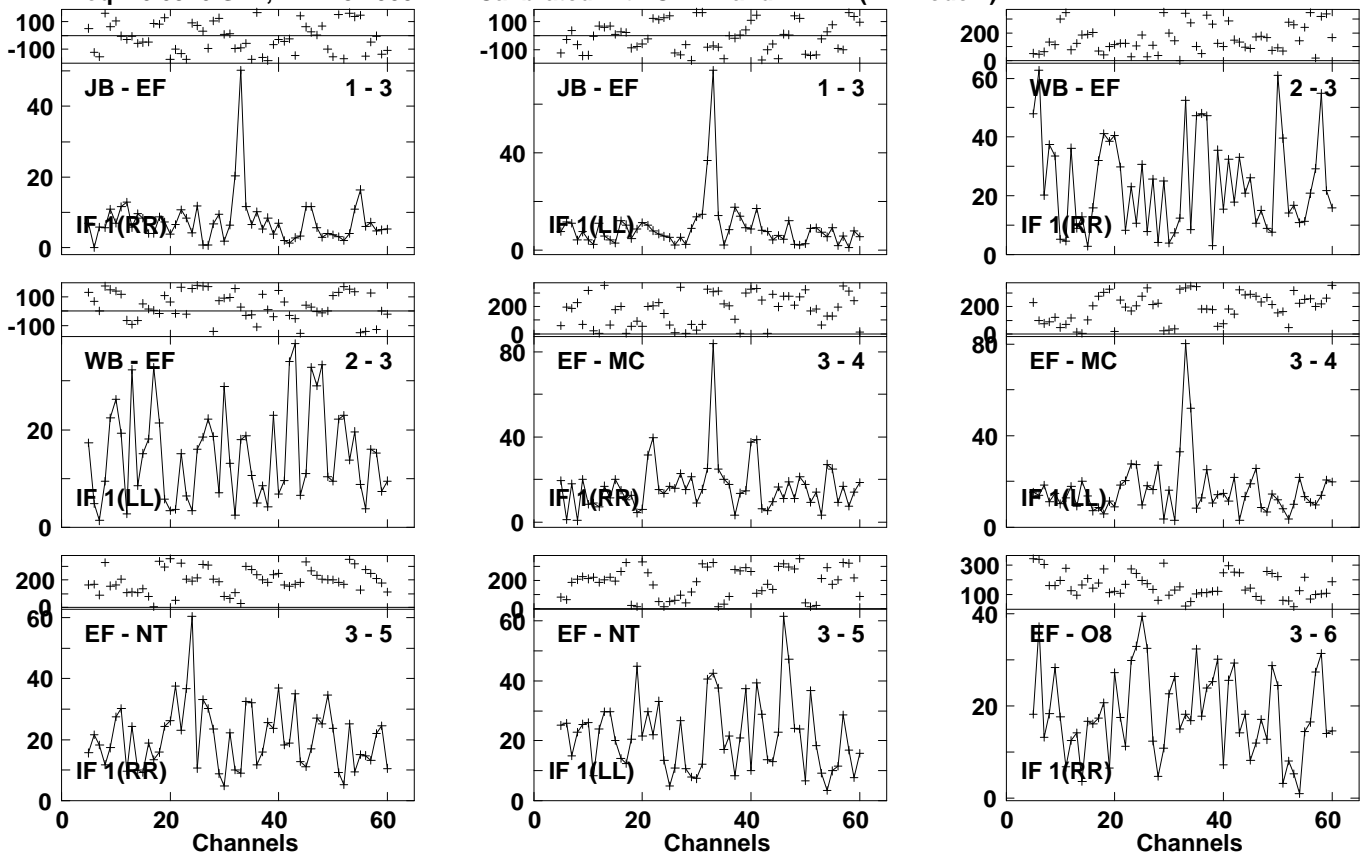 100
-100
JB - EF 1 - 3
40
20
0
IF 1(RR)
100
-100
JB - EF 1 - 3
40
0
IF 1(LL)
200
0
60
WB - EF 2 - 3
40
20
0
IF 1(RR)
100
-100
WB - EF 2 - 3
20
0
IF 1(LL)
200
0
80
EF - MC 3 - 4
40
0
IF 1(RR)
200
0
80
EF - MC 3 - 4
40
0
IF 1(LL)
200
0
60
EF - NT 3 - 5
40
20
0
IF 1(RR)
0 20 40 60
Channels
200
0
60
EF - NT 3 - 5
40
20
0
IF 1(LL)
0 20 40 60
Channels
300
100
40
EF - O8 3 - 6
20
0
IF 1(RR)
0 20 40 60
Channels